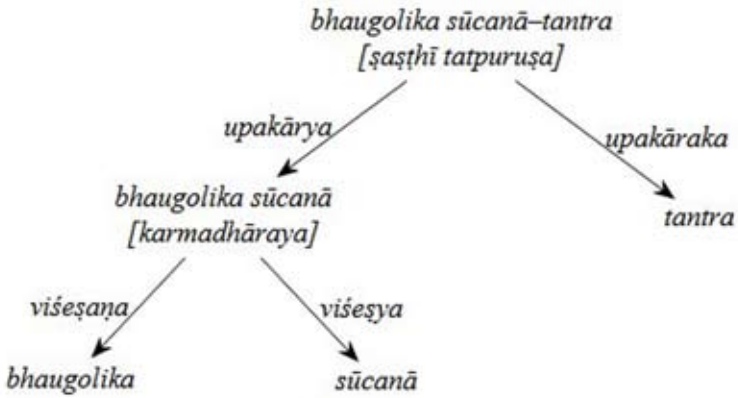 bhaugolika sūcanā–tantra
[ṣaṣṭhī tatpuruṣa]
upakārya
upakāraka
bhaugolika sūcanā
[karmadhāraya]
tantra
viśeṣaṇa
viśeṣya
bhaugolika
sūcanā